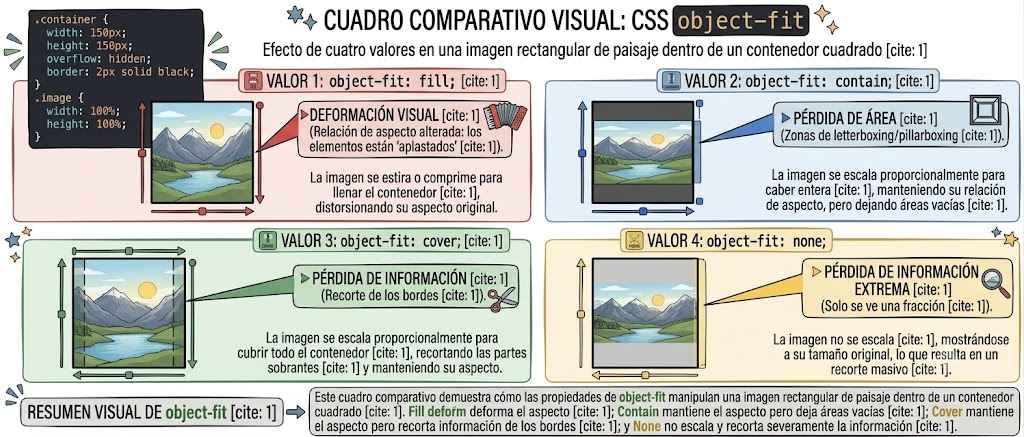 .container {
width: 150px;
height: 150px;
overflow: hidden;
border: 2px solid black;
}
.image {
width: 100%;
height: 100%;
}
CUADRO COMPARATIVO VISUAL: CSS object-fit
Efecto de cuatro valores en una imagen rectangular de paisaje dentro de un contenedor cuadrado [cite: 1]
VALOR 1: object-fit: fill; [cite: 1]
DEFORMACIÓN VISUAL [cite: 1]
(Relación de aspecto alterada: los
elementos están 'aplastados' [cite: 1]).
La imagen se estira o comprime para
llenar el contenedor [cite: 1],
distorsionando su aspecto original.
VALOR 2: object-fit: contain; [cite: 1]
PÉRDIDA DE ÁREA [cite: 1]
(Zonas de letterboxing/pillarboxing [cite: 1]).
La imagen se escala proporcionalmente para
caber entera [cite: 1], manteniendo su relación
de aspecto, pero dejando áreas vacías [cite: 1].
VALOR 3: object-fit: cover; [cite: 1]
PÉRDIDA DE INFORMACIÓN [cite: 1]
(Recorte de los bordes [cite: 1]).
La imagen se escala proporcionalmente para
cubrir todo el contenedor [cite: 1], recortando las partes
sobrantes [cite: 1] y manteniendo su aspecto.
VALOR 4: object-fit: none;
PÉRDIDA DE INFORMACIÓN
EXTREMA [cite: 1]
(Solo se ve una fracción [cite: 1]).
La imagen no se escala [cite: 1], mostrándose
a su tamaño original, lo que resulta en un
recorte masivo [cite: 1].
RESUMEN VISUAL DE object-fit [cite: 1]
Este cuadro comparativo demuestra cómo las propiedades de object-fit manipulan una imagen rectangular de paisaje dentro de un contenedor
cuadrado [cite: 1]. Fill deform deforma el aspecto [cite: 1]; Contain mantiene el aspecto pero deja áreas vacías [cite: 1]; Cover mantiene
el aspecto pero recorta información de los bordes [cite: 1]; y None no escala y recorta severamente la información [cite: 1].